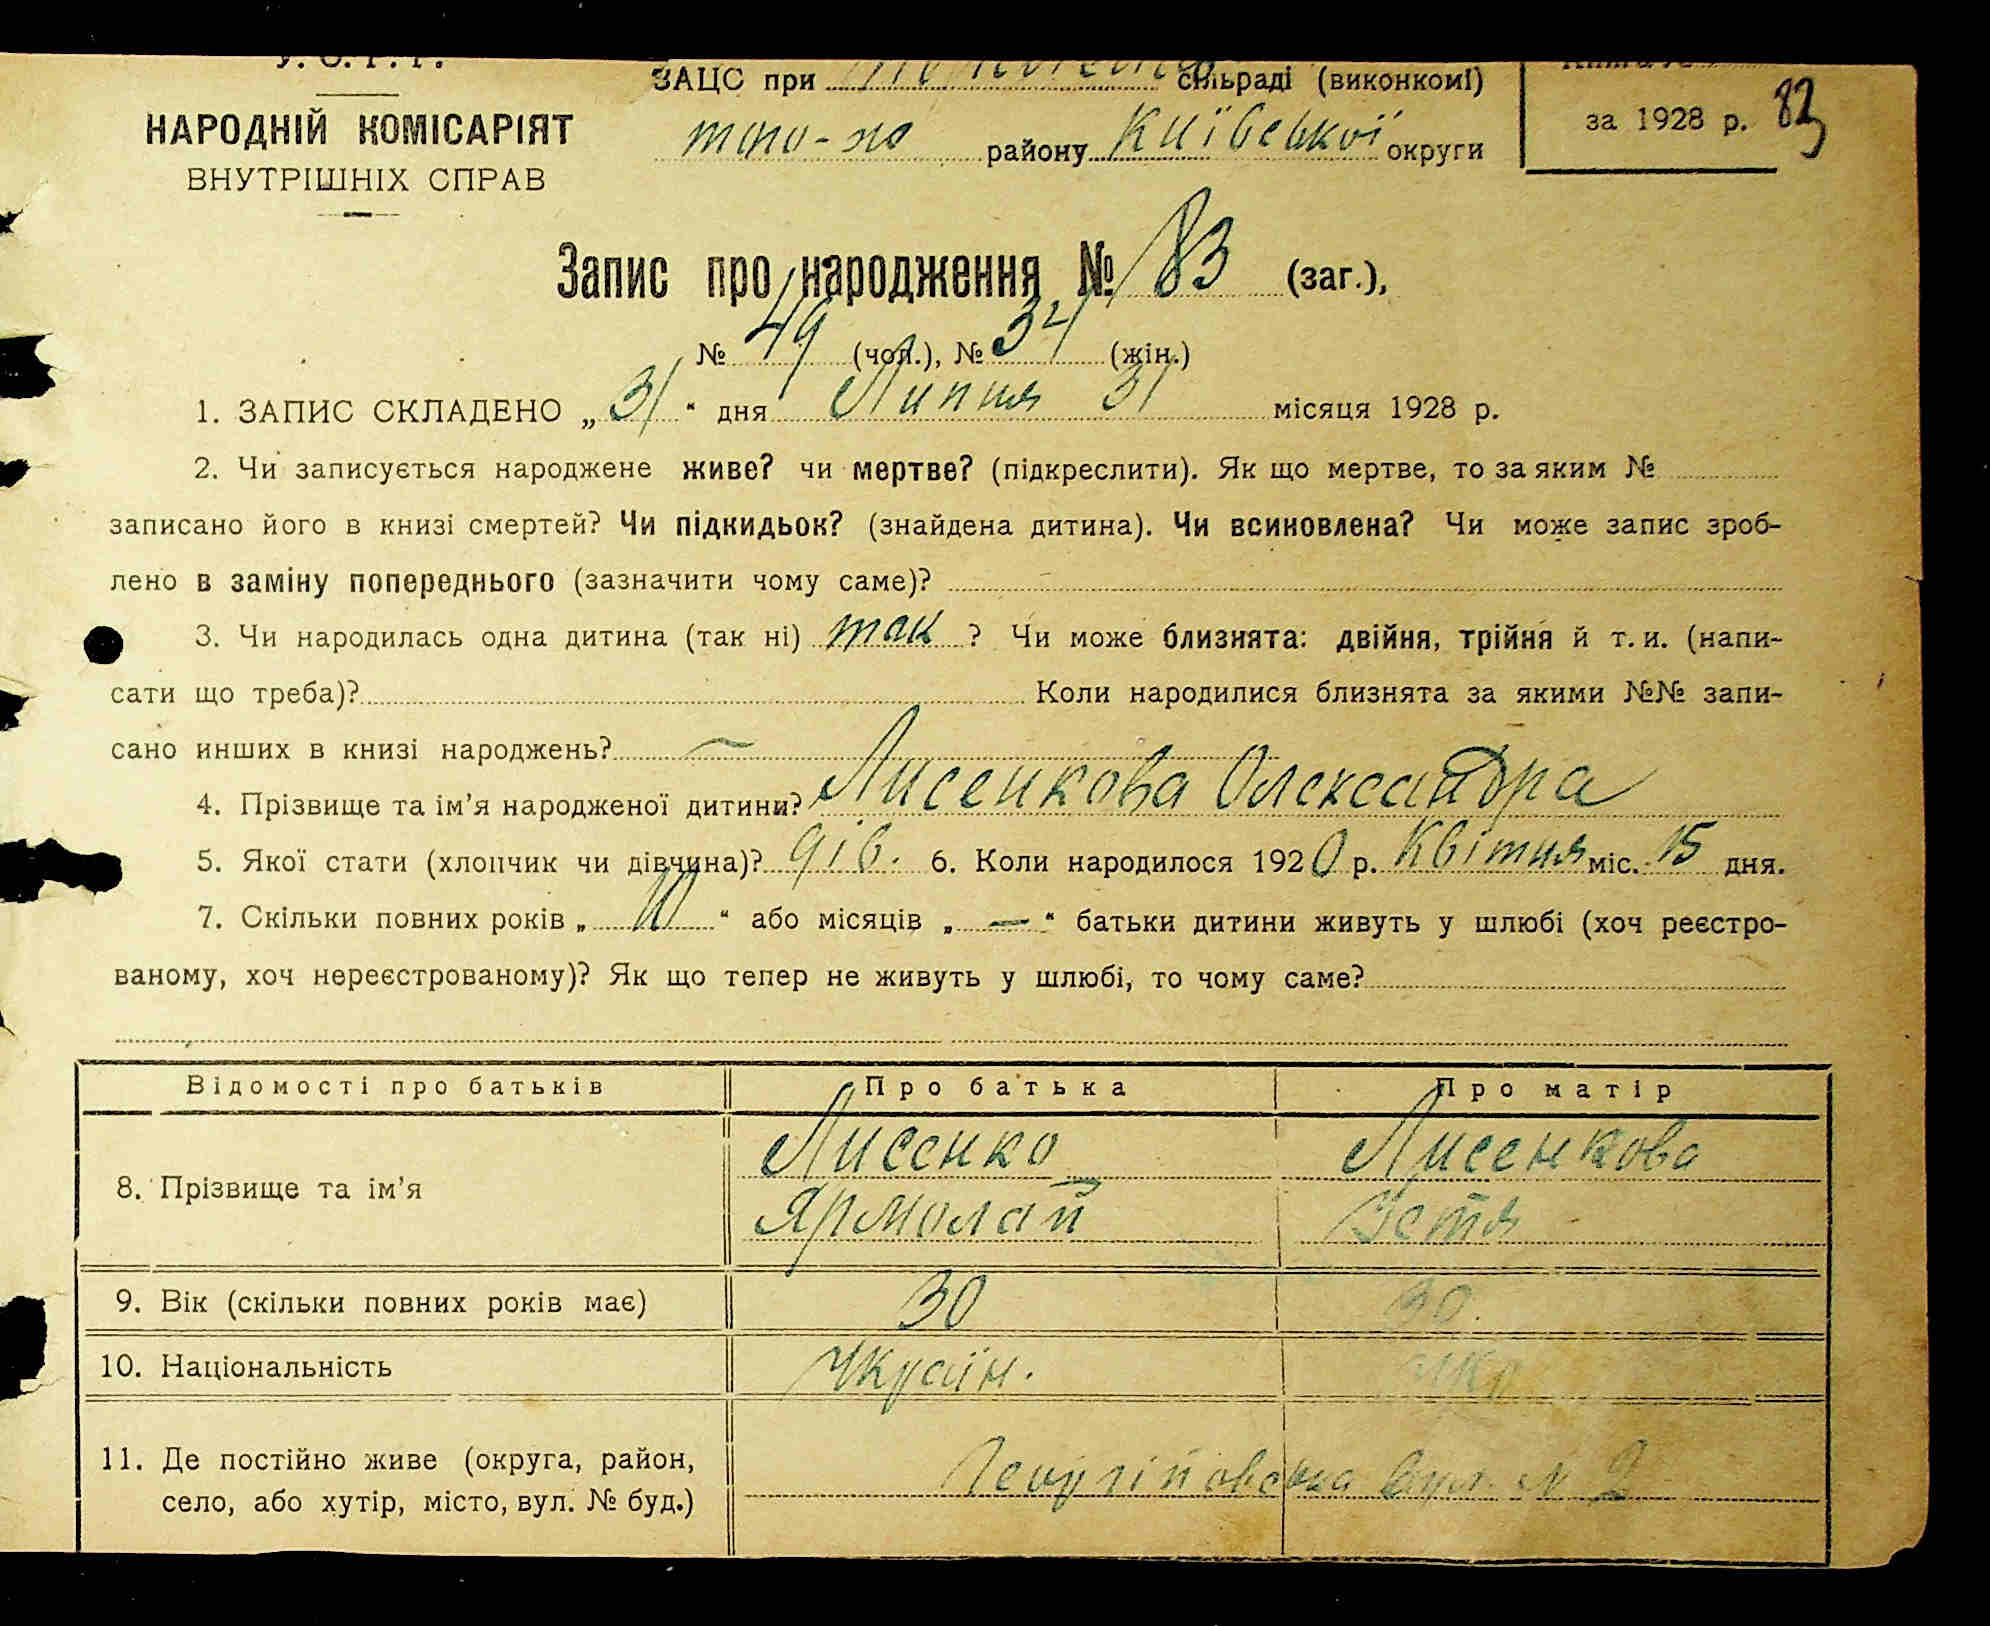 У. С. Р. Р.
НАРОДНІЙ КОМІСАРІЯТ
ВНУТРІШНІХ СПРАВ
ЗАЦС при сільраді (виконкомі)
того-ж району Київської округи
за 1928 р. 83
Запис про народження № 83 (заг.),
№ 49 (чол.), № 34 (жін.)
1. ЗАПИС СКЛАДЕНО „ 31 “ дня Липня 31 місяця 1928 р.
2. Чи записується народжене живе? чи мертве? (підкреслити). Як що мертве, то за яким №
записано його в книзі смертей? Чи підкидьок? (знайдена дитина). Чи всиновлена? Чи може запис зроб-
лено в заміну попереднього (зазначити чому саме)?
3. Чи народилась одна дитина (так ні) так ? Чи може близнята: двійня, трійня й т. и. (напи-
сати що треба)? Коли народилися близнята за якими №№ запи-
сано инших в книзі народжень? —
4. Прізвище та ім’я народженої дитини? Лисенкова Олександра
5. Якої стати (хлопчик чи дівчина)? дів. 6. Коли народилося 1920 р. Квітня міс. 15 дня.
7. Скільки повних років „ 10 “ або місяців „ — “ батьки дитини живуть у шлюбі (хоч реєстро-
ваному, хоч нереєстрованому)? Як що тепер не живуть у шлюбі, то чому саме?
Відомості про батьків Про батька Про матір
8. Прізвище та ім’я Лисенко Лисенкова
Ярмолай Устя
9. Вік (скільки повних років має) 30 30.
10. Національність Україн. укр
11. Де постійно живе (округа, район,
село, або хутір, місто, вул. № буд.) Георгіївська вул. № 2